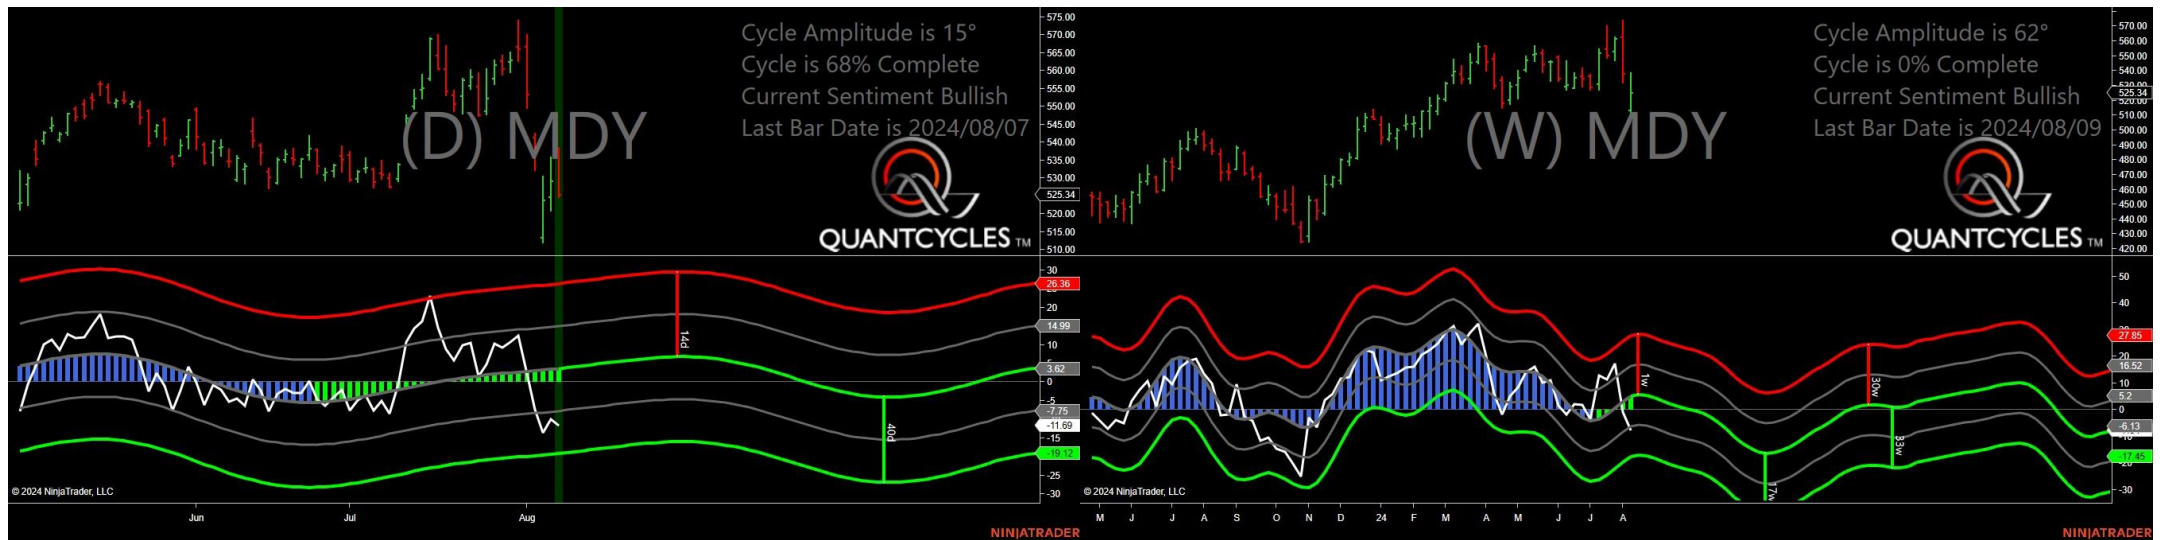 Cycle Amplitude is 15°
Cycle is 68% Complete
Current Sentiment Bullish
Last Bar Date is 2024/08/07
(D) MDY
QUANTCYCLES TM
575.00
570.00
565.00
560.00
555.00
550.00
545.00
540.00
535.00
530.00
525.34
520.00
515.00
510.00
30
26.36
20
14.99
10
3.62
0
-5
-7.75
-11.69
-15
-19.12
-25
-30
14d
40d
© 2024 NinjaTrader, LLC
Jun Jul Aug
NINJATRADER
Cycle Amplitude is 62°
Cycle is 0% Complete
Current Sentiment Bullish
Last Bar Date is 2024/08/09
(W) MDY
QUANTCYCLES TM
570.00
560.00
550.00
540.00
525.34
510.00
500.00
490.00
480.00
470.00
460.00
450.00
440.00
430.00
420.00
50
40
27.85
20
16.52
10
5.2
0
-6.13
-17.45
-30
1w
17w
30w
33w
© 2024 NinjaTrader, LLC
M J J A S O N D 24 F M A M J J A
NINJATRADER